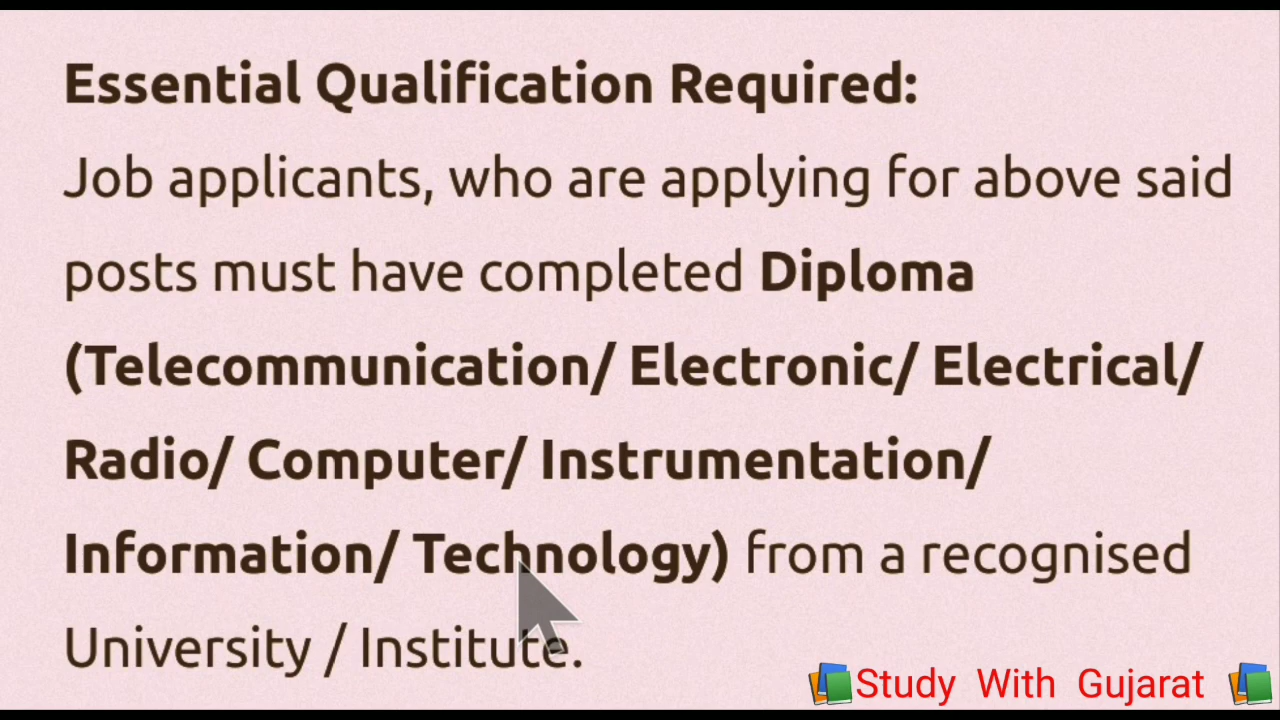 Essential Qualification Required:
Job applicants, who are applying for above said
posts must have completed Diploma
(Telecommunication/ Electronic/ Electrical/
Radio/ Computer/ Instrumentation/
Information/ Technology) from a recognised
University / Institute.
Study With Gujarat